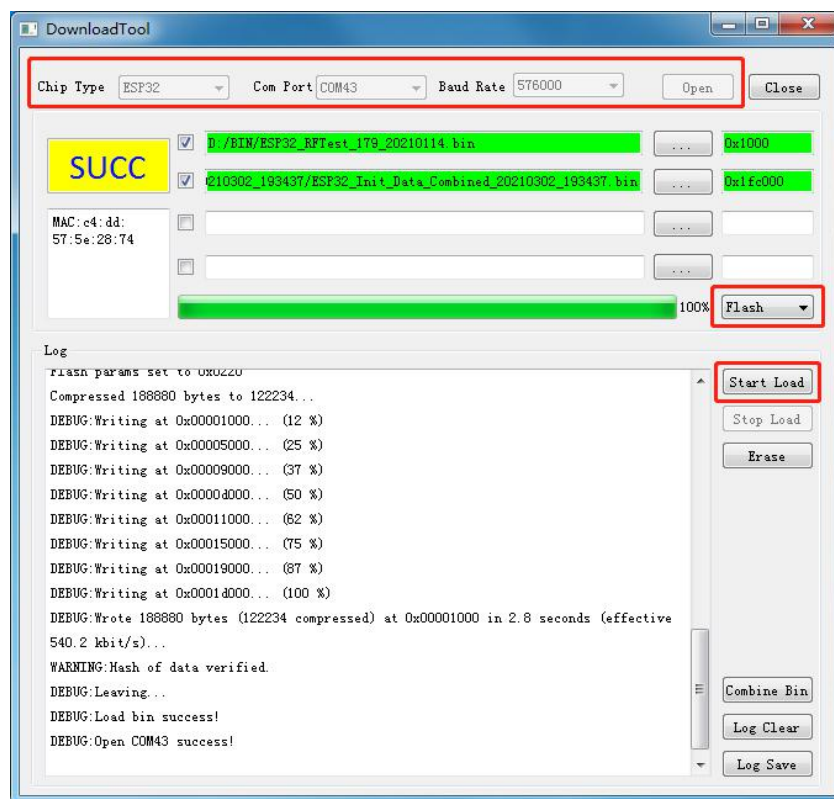 DownloadTool
Chip Type ESP32 Com Port COM43 Baud Rate 576000 Open Close
SUCC
D:/BIN/ESP32_RFTest_179_20210114.bin ... 0x1000
210302_193437/ESP32_Init_Data_Combined_20210302_193437.bin ... 0x1fc000
MAC:c4:dd:
57:5e:28:74
...
...
100% Flash
Log
Flash params set to 0x0220
Start Load
Compressed 188880 bytes to 122234...
DEBUG:Writing at 0x00001000... (12 %)
Stop Load
DEBUG:Writing at 0x00005000... (25 %)
Erase
DEBUG:Writing at 0x00009000... (37 %)
DEBUG:Writing at 0x0000d000... (50 %)
DEBUG:Writing at 0x00011000... (62 %)
DEBUG:Writing at 0x00015000... (75 %)
DEBUG:Writing at 0x00019000... (87 %)
DEBUG:Writing at 0x0001d000... (100 %)
DEBUG:Wrote 188880 bytes (122234 compressed) at 0x00001000 in 2.8 seconds (effective
540.2 kbit/s)...
WARNING:Hash of data verified.
DEBUG:Leaving...
Combine Bin
DEBUG:Load bin success!
Log Clear
DEBUG:Open COM43 success!
Log Save